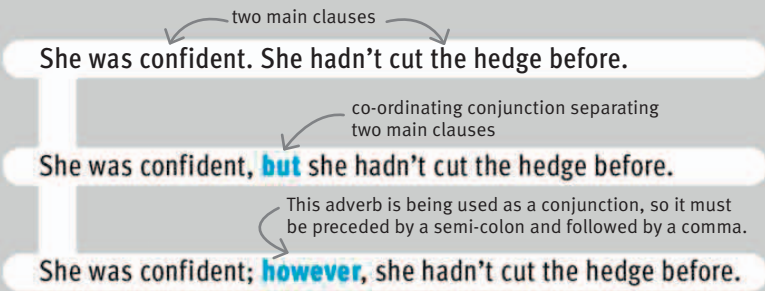 two main clauses
She was confident. She hadn't cut the hedge before.
co-ordinating conjunction separating
two main clauses
She was confident, but she hadn't cut the hedge before.
This adverb is being used as a conjunction, so it must
be preceded by a semi-colon and followed by a comma.
She was confident; however, she hadn't cut the hedge before.